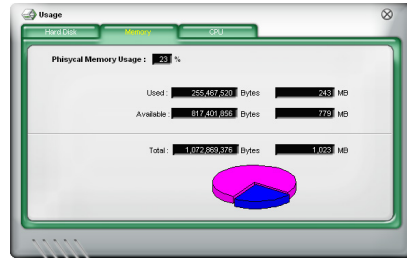 Usage
Hard Disk Memory CPU
Phisycal Memory Usage : 23 %
Used : 255,467,520 Bytes 243 MB
Available : 817,401,856 Bytes 779 MB
Total : 1,072,869,376 Bytes 1,023 MB